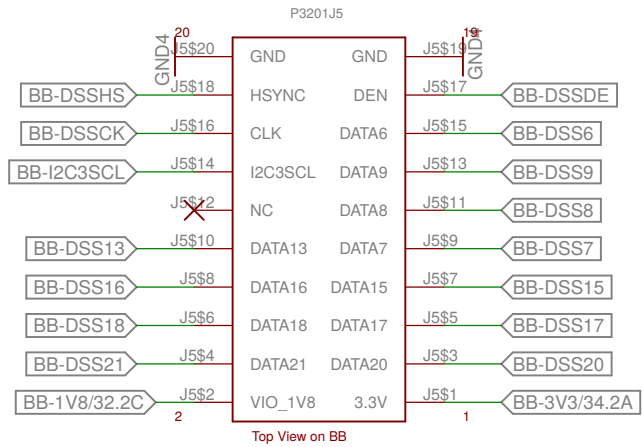 P3201J5
20 19
GND4 J5$20 GND GND J5$19 GND4
BB-DSSHS J5$18 HSYNC DEN J5$17 BB-DSSDE
BB-DSSCK J5$16 CLK DATA6 J5$15 BB-DSS6
BB-I2C3SCL J5$14 I2C3SCL DATA9 J5$13 BB-DSS9
J5$12 NC DATA8 J5$11 BB-DSS8
BB-DSS13 J5$10 DATA13 DATA7 J5$9 BB-DSS7
BB-DSS16 J5$8 DATA16 DATA15 J5$7 BB-DSS15
BB-DSS18 J5$6 DATA18 DATA17 J5$5 BB-DSS17
BB-DSS21 J5$4 DATA21 DATA20 J5$3 BB-DSS20
BB-1V8/32.2C J5$2 VIO_1V8 3.3V J5$1 BB-3V3/34.2A
2 1
Top View on BB